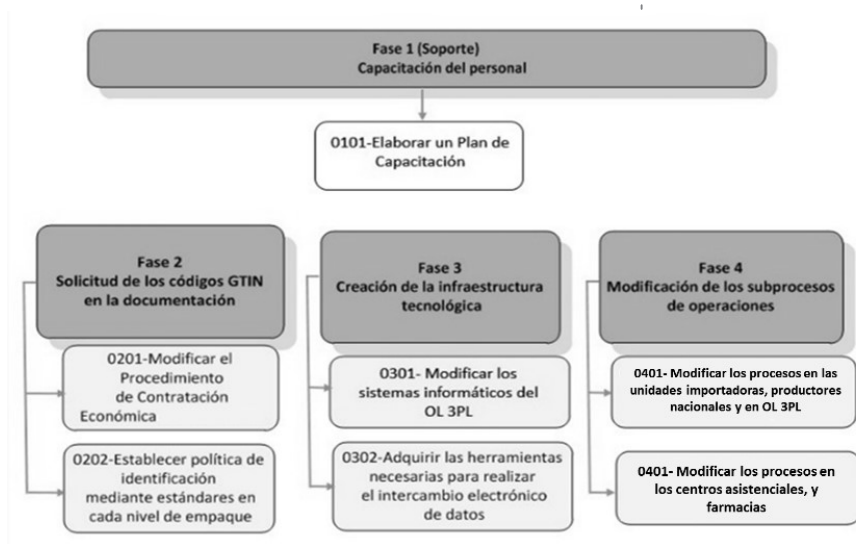 Fase 1 (Soporte)
Capacitación del personal
0101-Elaborar un Plan de
Capacitación
Fase 2
Solicitud de los códigos GTIN
en la documentación
0201-Modificar el
Procedimiento
de Contratación
Económica
0202-Establecer política de
identificación
mediante estándares en
cada nivel de empaque
Fase 3
Creación de la infraestructura
tecnológica
0301- Modificar los
sistemas informáticos del
OL 3PL
0302-Adquirir las herramientas
necesarias para realizar
el intercambio electrónico
de datos
Fase 4
Modificación de los subprocesos
de operaciones
0401- Modificar los procesos en las
unidades importadoras, productores
nacionales y en OL 3PL
0401- Modificar los procesos en
los centros asistenciales, y
farmacias